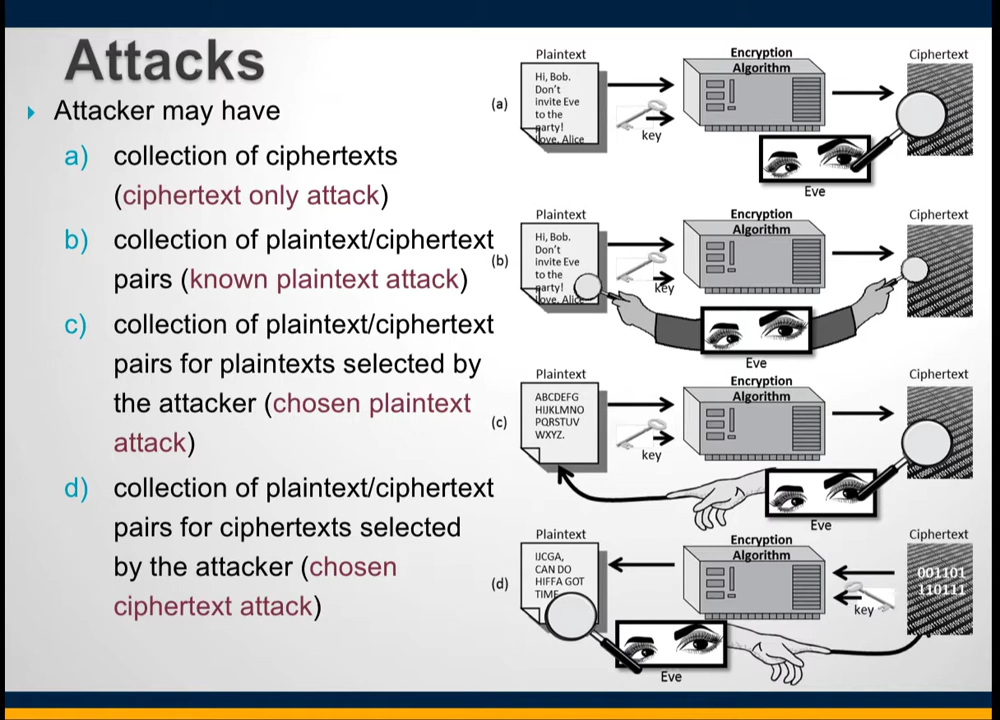 Attacks
Attacker may have
a) collection of ciphertexts
(ciphertext only attack)
b) collection of plaintext/ciphertext
pairs (known plaintext attack)
c) collection of plaintext/ciphertext
pairs for plaintexts selected by
the attacker (chosen plaintext
attack)
d) collection of plaintext/ciphertext
pairs for ciphertexts selected
by the attacker (chosen
ciphertext attack)
(a)
Plaintext
Hi, Bob.
Don't
invite Eve
to the
party!
Love, Alice
key
Encryption
Algorithm
Ciphertext
Eve
(b)
Plaintext
Hi, Bob.
Don't
invite Eve
to the
party!
Love, Alice
key
Encryption
Algorithm
Ciphertext
Eve
(c)
Plaintext
ABCDEFG
HIJKLMNO
PQRSTUV
WXYZ.
key
Encryption
Algorithm
Ciphertext
Eve
(d)
Plaintext
IJCGA,
CAN DO
HIFFA GOT
TIME
Encryption
Algorithm
key
Ciphertext
001101
110111
Eve